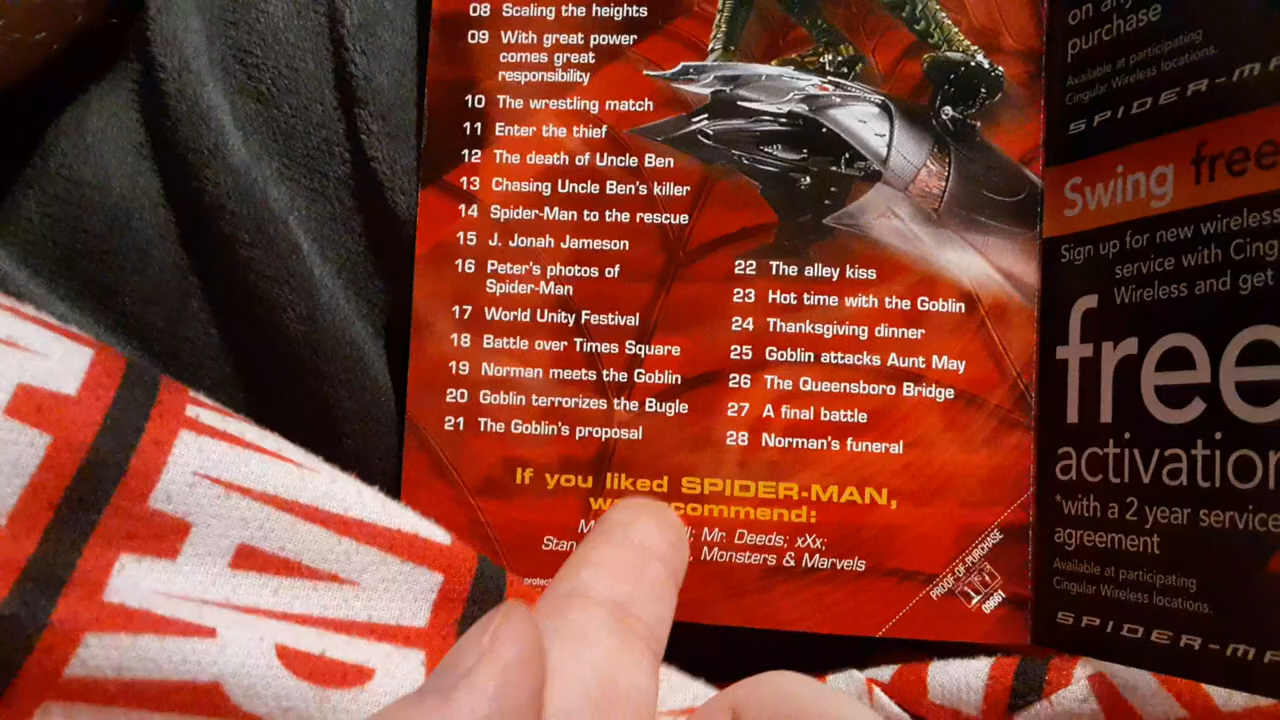 08 Scaling the heights
09 With great power
comes great
responsibility
10 The wrestling match
11 Enter the thief
12 The death of Uncle Ben
13 Chasing Uncle Ben's killer
14 Spider-Man to the rescue
15 J. Jonah Jameson
16 Peter's photos of
Spider-Man
17 World Unity Festival
18 Battle over Times Square
19 Norman meets the Goblin
20 Goblin terrorizes the Bugle
21 The Goblin's proposal
22 The alley kiss
23 Hot time with the Goblin
24 Thanksgiving dinner
25 Goblin attacks Aunt May
26 The Queensboro Bridge
27 A final battle
28 Norman's funeral
If you liked SPIDER-MAN,
commend:
Mr. Deeds; xXx;
Stan Monsters & Marvels
PROOF-OF-PURCHASE
09661
on any
purchase
Available at participating
Cingular Wireless locations.
SPIDER-M
Swing free
Sign up for new wireless
service with Cing
Wireless and get
free
activation
*with a 2 year service
agreement
Available at participating
Cingular Wireless locations.
SPIDER-M
MAR